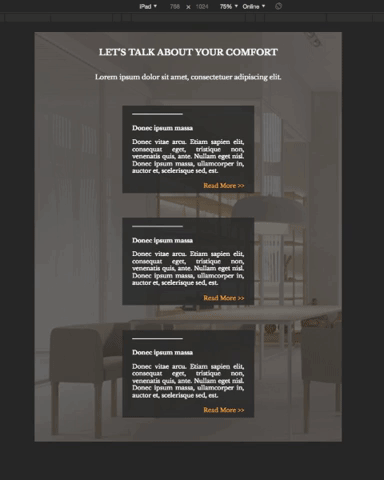 iPad ▼ 768 × 1024 75% ▼ Online ▼
LET'S TALK ABOUT YOUR COMFORT
Lorem ipsum dolor sit amet, consectetuer adipiscing elit.
Donec ipsum massa
Donec vitae arcu. Etiam sapien elit,
consequat eget, tristique non,
venenatis quis, ante. Nullam eget nisl.
Donec ipsum massa, ullamcorper in,
auctor et, scelerisque sed, est.
Read More >>
Donec ipsum massa
Donec vitae arcu. Etiam sapien elit,
consequat eget, tristique non,
venenatis quis, ante. Nullam eget nisl.
Donec ipsum massa, ullamcorper in,
auctor et, scelerisque sed, est.
Read More >>
Donec ipsum massa
Donec vitae arcu. Etiam sapien elit,
consequat eget, tristique non,
venenatis quis, ante. Nullam eget nisl.
Donec ipsum massa, ullamcorper in,
auctor et, scelerisque sed, est.
Read More >>